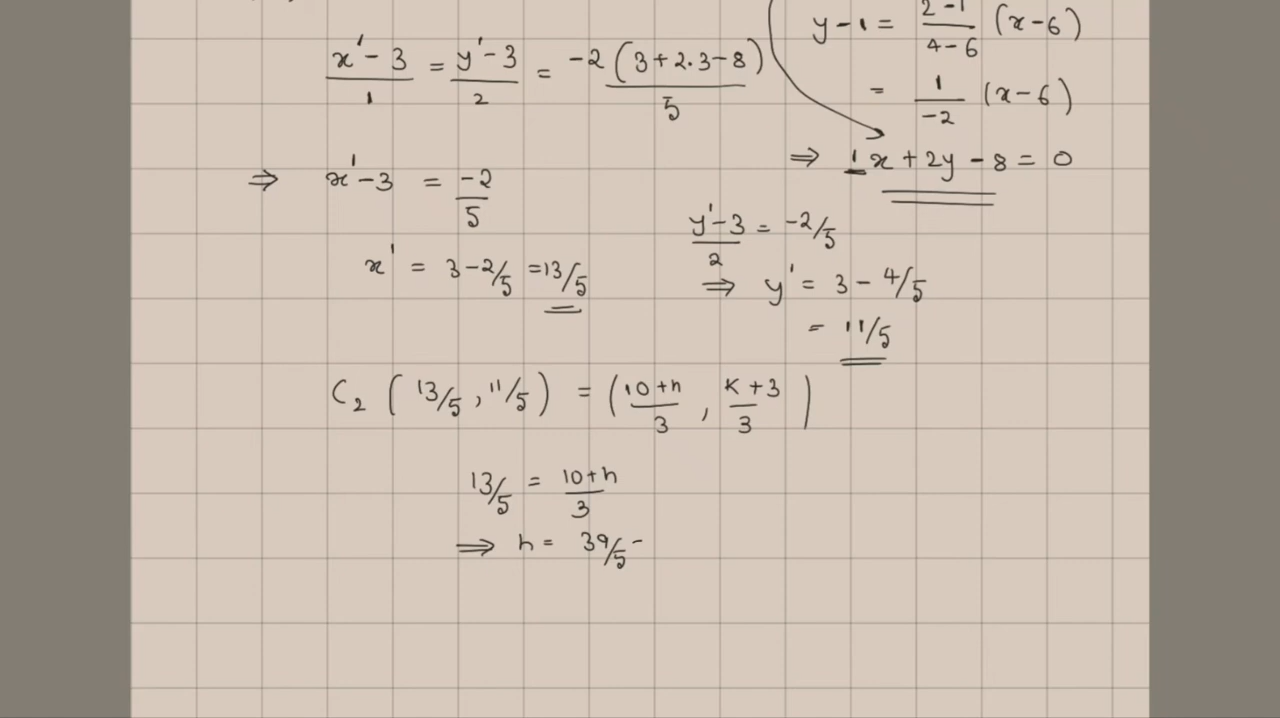 (x' - 3)/1 = (y' - 3)/2 = -2(3 + 2·3 - 8)/5
⇒ x' - 3 = -2/5
x' = 3 - 2/5 = 13/5
y - 1 = (2 - 1)/(4 - 6) (x - 6)
= 1/-2 (x - 6)
⇒ 1x + 2y - 8 = 0
(y' - 3)/2 = -2/5
⇒ y' = 3 - 4/5
= 11/5
C₂ (13/5, 11/5) = ((10 + h)/3, (K + 3)/3)
13/5 = (10 + h)/3
⇒ h = 39/5 -